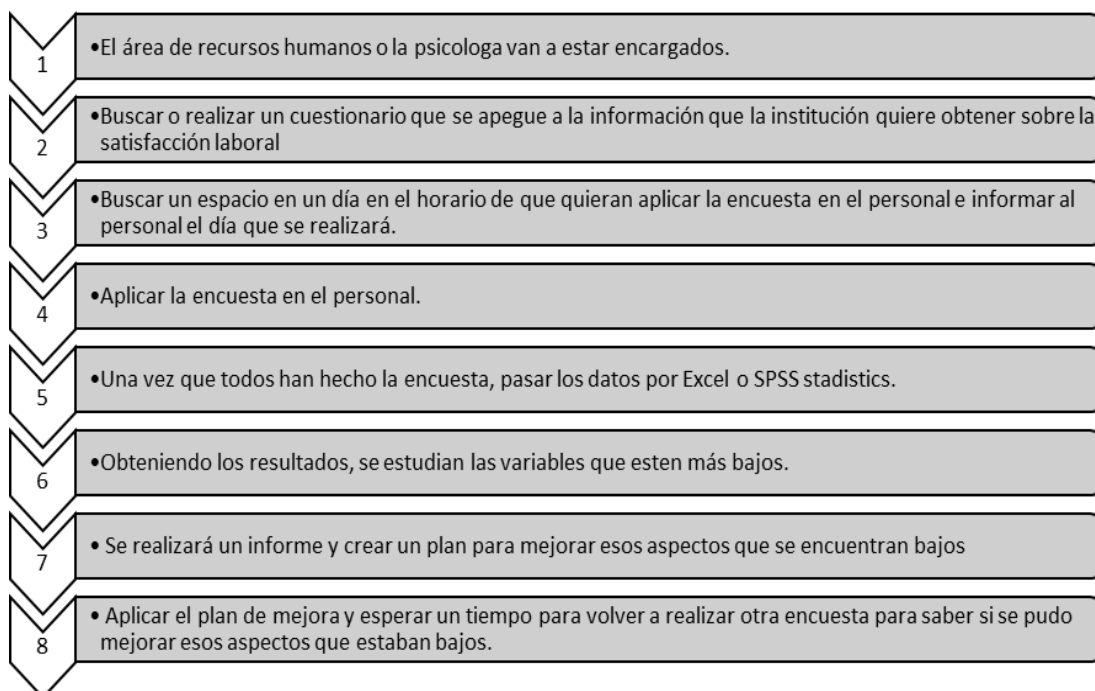 1
•El área de recursos humanos o la psicologa van a estar encargados.
2
•Buscar o realizar un cuestionario que se apegue a la información que la institución quiere obtener sobre la
satisfacción laboral
3
•Buscar un espacio en un día en el horario de que quieran aplicar la encuesta en el personal e informar al
personal el día que se realizará.
4
•Aplicar la encuesta en el personal.
5
•Una vez que todos han hecho la encuesta, pasar los datos por Excel o SPSS stadistics.
6
•Obteniendo los resultados, se estudian las variables que esten más bajos.
7
• Se realizará un informe y crear un plan para mejorar esos aspectos que se encuentran bajos
8
• Aplicar el plan de mejora y esperar un tiempo para volver a realizar otra encuesta para saber si se pudo
mejorar esos aspectos que estaban bajos.